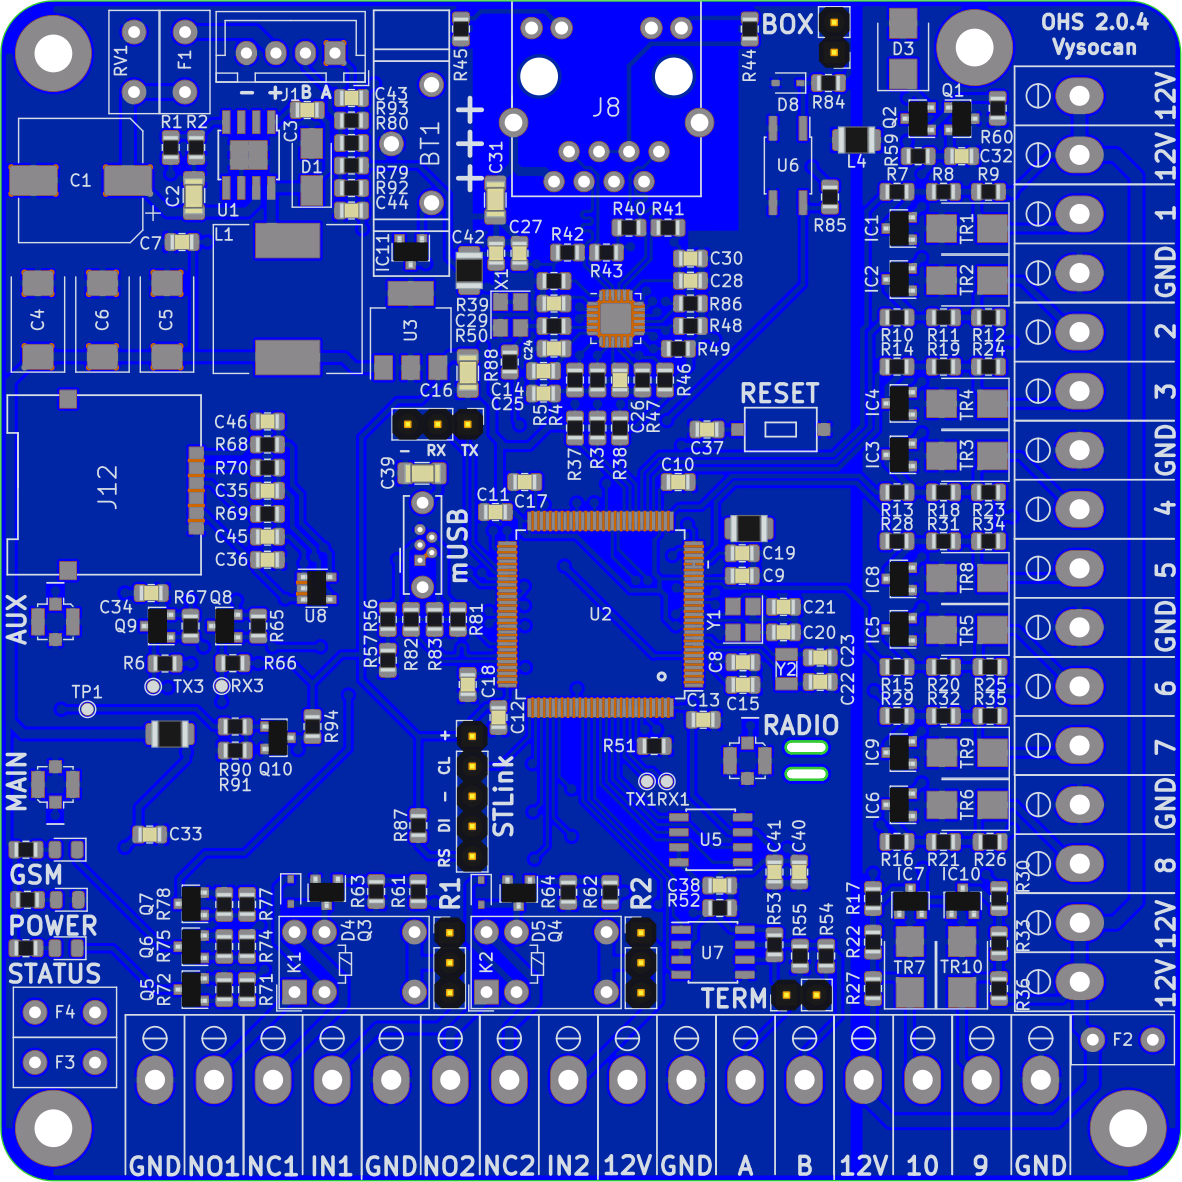 OHS 2.0.4
Vysocan
BOX
RV1
F1
R45
R44
D3
D8
R84
Q1
Q2
R60
12V
- + J1 B A
C43
R93
R80
C3
J8
BT1
+
+
+
R1 R2
D1
R79
R92
C44
C31
U6
L4
R59
C32
12V
C1
C2
U1
R7 R8 R9
R85
C7
L1
IC11
C42
C27
R40 R41
R42
R43
IC1
TR1
1
X1
C30
C28
R86
R48
R49
IC2
TR2
GND
C4
C6
C5
U3
R39
C29
R50
C24
R88
R10 R11 R12
R14 R19 R24
2
C16
C14
C25
R5
R4
C26
R47
R46
RESET
IC4
TR4
3
J12
C46
R68
R70
C35
R69
C45
C36
- RX TX
C39
R37
R3
R38
C37
C10
C17
C11
IC3
TR3
GND
R13 R18 R23
R28 R31 R34
4
mUSB
C19
C9
IC8
TR8
5
AUX
C34
Q9
R67
Q8
R65
U8
R56
R57
R82
R83
R81
U2
Y1
C21
C20
IC5
TR5
GND
R6
R66
TX3 RX3
TP1
C18
C12
C8
C15
Y2
C23
C22
R15 R20 R25
R32 R32 R35
6
C13
RADIO
R94
R90
R91
Q10
R51
TX1 RX1
IC9
TR9
7
MAIN
+
CL
-
DI
RS
STLink
IC6
TR6
GND
C33
R87
U5
C41
C40
R16 R21 R26
8
GSM
POWER
STATUS
Q7
R78
R77
Q6
R75
R74
Q5
R72
R71
R63
R61
R1
R64
R62
R2
C38
R52
R53
R55
R54
R17
R22
R27
IC7 IC10
R30
R33
R36
12V
K1
D4
Q3
K2
D5
Q4
U7
TERM
TR7 TR10
12V
F4
F3
F2
GND NO1 NC1 IN1 GND NO2 NC2 IN2 12V GND A B 12V 10 9 GND